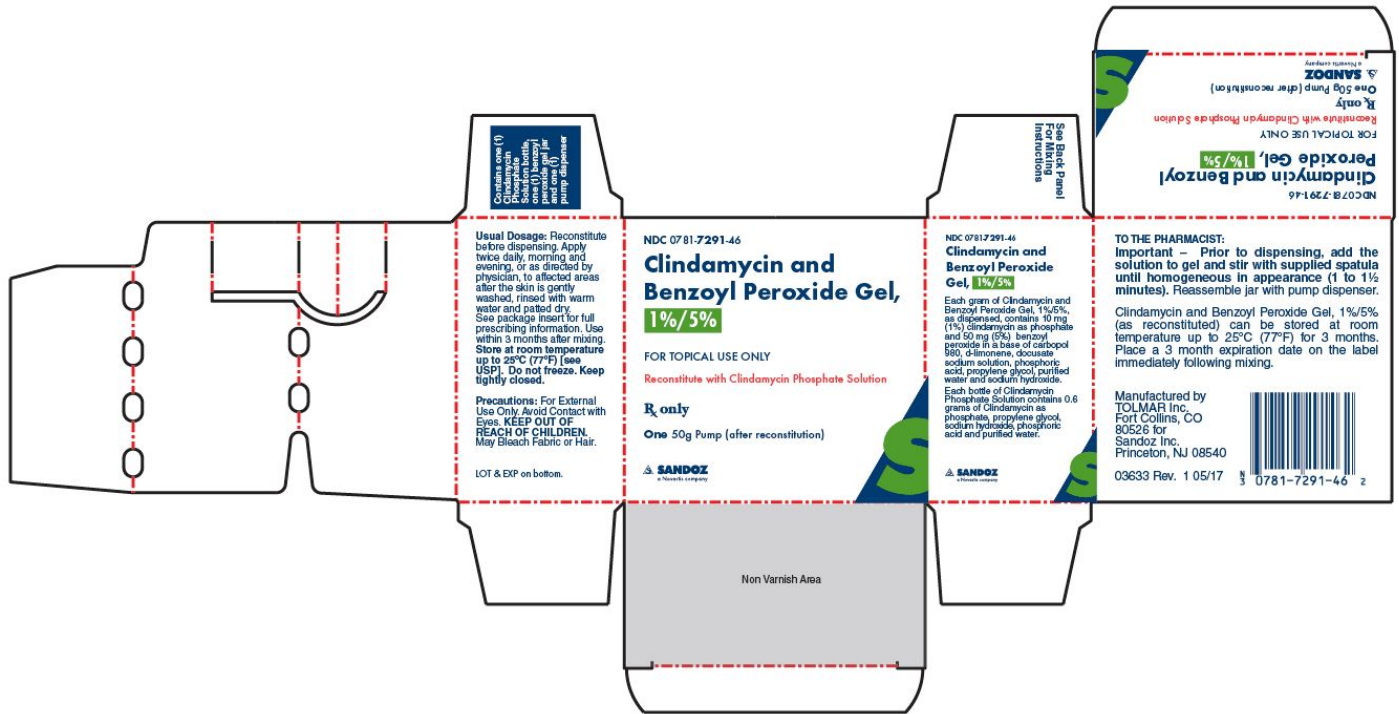 Contains one (1)
Clindamycin
Phosphate
Solution bottle,
one (1) benzoyl
peroxide gel jar
and one (1)
pump dispenser
Usual Dosage: Reconstitute
before dispensing. Apply
twice daily, morning and
evening, or as directed by
physician, to affected areas
after the skin is gently
washed, rinsed with warm
water and patted dry.
See package insert for full
prescribing information. Use
within 3 months after mixing.
Store at room temperature
up to 25°C (77°F) [see
USP]. Do not freeze. Keep
tightly closed.
Precautions: For External
Use Only. Avoid Contact with
Eyes. KEEP OUT OF
REACH OF CHILDREN.
May Bleach Fabric or Hair.
LOT & EXP on bottom.
NDC 0781-7291-46
Clindamycin and
Benzoyl Peroxide Gel,
1%/5%
FOR TOPICAL USE ONLY
Reconstitute with Clindamycin Phosphate Solution
Rx only
One 50g Pump (after reconstitution)
SANDOZ
a Novartis company
S
Non Varnish Area
See Back Panel
For Mixing
Instructions
NDC 0781-7291-46
Clindamycin and
Benzoyl Peroxide
Gel, 1%/5%
Each gram of Clindamycin and
Benzoyl Peroxide Gel, 1%/5%,
as dispensed, contains 10 mg
(1%) clindamycin as phosphate
and 50 mg (5%) benzoyl
peroxide in a base of carbopol
980, d-limonene, docusate
sodium solution, phosphoric
acid, propylene glycol, purified
water and sodium hydroxide.
Each bottle of Clindamycin
Phosphate Solution contains 0.6
grams of Clindamycin as
phosphate, propylene glycol,
sodium hydroxide, phosphoric
acid and purified water.
SANDOZ
a Novartis company
S
NDC0781-7291-46
Clindamycin and Benzoyl
Peroxide Gel, 1%/5%
FOR TOPICAL USE ONLY
Reconstitute with Clindamycin Phosphate Solution
Rx only
One 50g Pump (after reconstitution)
SANDOZ
a Novartis company
S
TO THE PHARMACIST:
Important – Prior to dispensing, add the
solution to gel and stir with supplied spatula
until homogeneous in appearance (1 to 1½
minutes). Reassemble jar with pump dispenser.
Clindamycin and Benzoyl Peroxide Gel, 1%/5%
(as reconstituted) can be stored at room
temperature up to 25°C (77°F) for 3 months.
Place a 3 month expiration date on the label
immediately following mixing.
Manufactured by
TOLMAR Inc.
Fort Collins, CO
80526 for
Sandoz Inc.
Princeton, NJ 08540
03633 Rev. 1 05/17
N
3 0781-7291-46 2